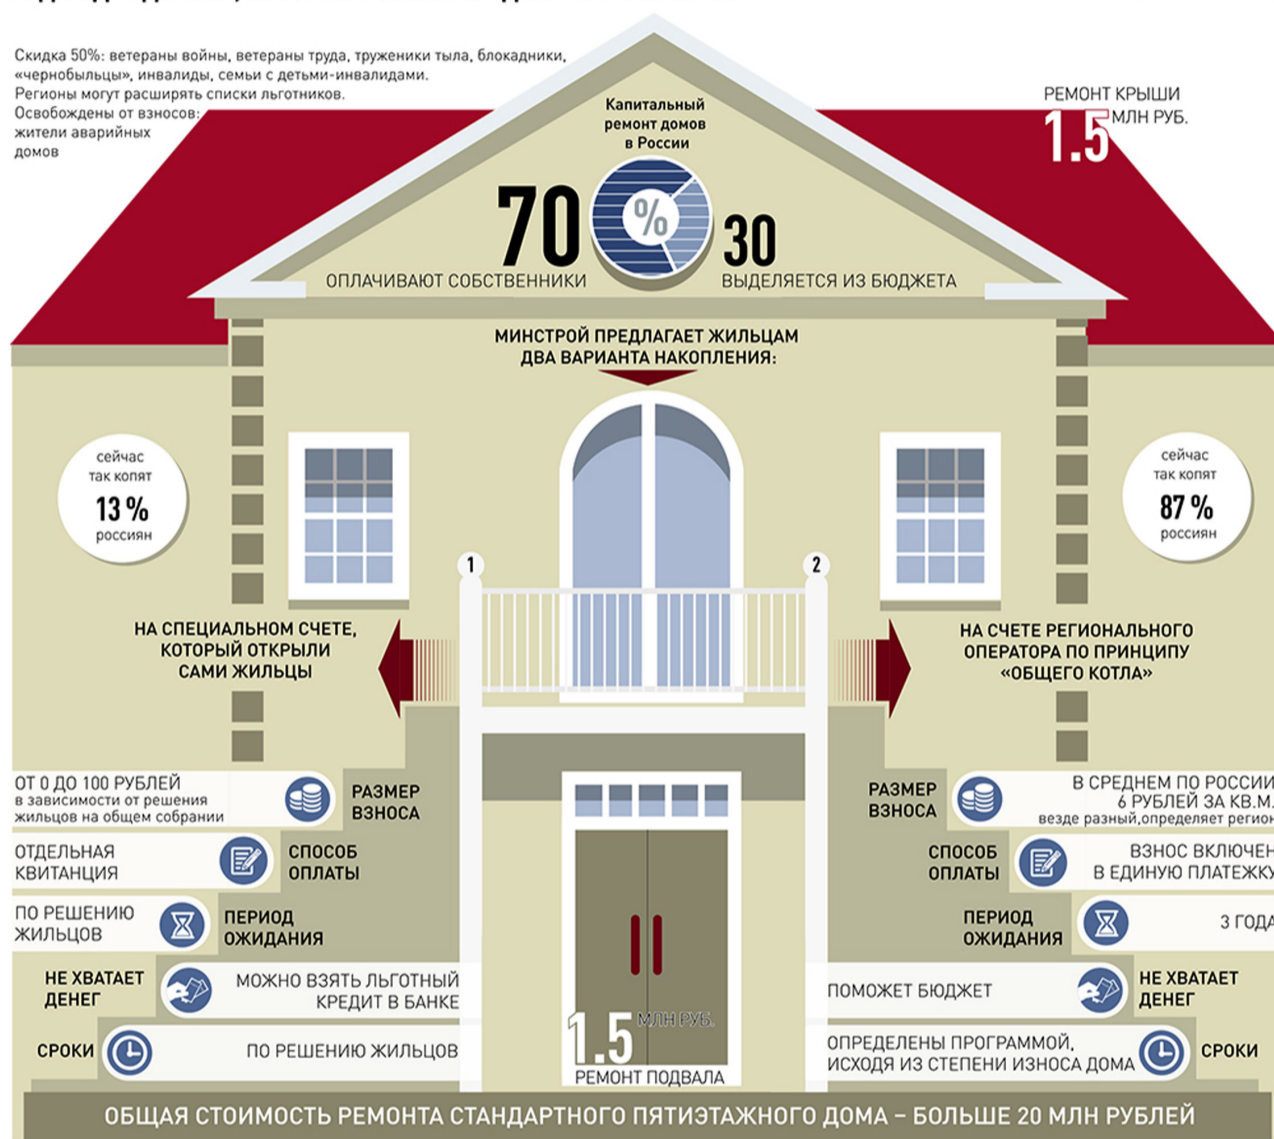 Скидка 50%: ветераны войны, ветераны труда, труженики тыла, блокадники,
«чернобыльцы», инвалиды, семьи с детьми-инвалидами.
Регионы могут расширять списки льготников.
Освобождены от взносов:
жители аварийных
домов
РЕМОНТ КРЫШИ
1.5 МЛН РУБ.
Капитальный
ремонт домов
в России
70
%
30
ОПЛАЧИВАЮТ СОБСТВЕННИКИ
ВЫДЕЛЯЕТСЯ ИЗ БЮДЖЕТА
МИНСТРОЙ ПРЕДЛАГАЕТ ЖИЛЬЦАМ
ДВА ВАРИАНТА НАКОПЛЕНИЯ:
сейчас
так копят
13 %
россиян
сейчас
так копят
87 %
россиян
1
2
НА СПЕЦИАЛЬНОМ СЧЕТЕ,
КОТОРЫЙ ОТКРЫЛИ
САМИ ЖИЛЬЦЫ
НА СЧЕТЕ РЕГИОНАЛЬНОГО
ОПЕРАТОРА ПО ПРИНЦИПУ
«ОБЩЕГО КОТЛА»
ОТ 0 ДО 100 РУБЛЕЙ
в зависимости от решения
жильцов на общем собрании
РАЗМЕР
ВЗНОСА
ОТДЕЛЬНАЯ
КВИТАНЦИЯ
СПОСОБ
ОПЛАТЫ
ПО РЕШЕНИЮ
ЖИЛЬЦОВ
ПЕРИОД
ОЖИДАНИЯ
НЕ ХВАТАЕТ
ДЕНЕГ
МОЖНО ВЗЯТЬ ЛЬГОТНЫЙ
КРЕДИТ В БАНКЕ
СРОКИ
ПО РЕШЕНИЮ ЖИЛЬЦОВ
РАЗМЕР
ВЗНОСА
В СРЕДНЕМ ПО РОССИИ
6 РУБЛЕЙ ЗА КВ.М.
везде разный,определяет регион
СПОСОБ
ОПЛАТЫ
ВЗНОС ВКЛЮЧЕН
В ЕДИНУЮ ПЛАТЕЖКУ
ПЕРИОД
ОЖИДАНИЯ
3 ГОДА
ПОМОЖЕТ БЮДЖЕТ
НЕ ХВАТАЕТ
ДЕНЕГ
ОПРЕДЕЛЕНЫ ПРОГРАММОЙ,
ИСХОДЯ ИЗ СТЕПЕНИ ИЗНОСА ДОМА
СРОКИ
1.5 МЛН РУБ.
РЕМОНТ ПОДВАЛА
ОБЩАЯ СТОИМОСТЬ РЕМОНТА СТАНДАРТНОГО ПЯТИЭТАЖНОГО ДОМА – БОЛЬШЕ 20 МЛН РУБЛЕЙ